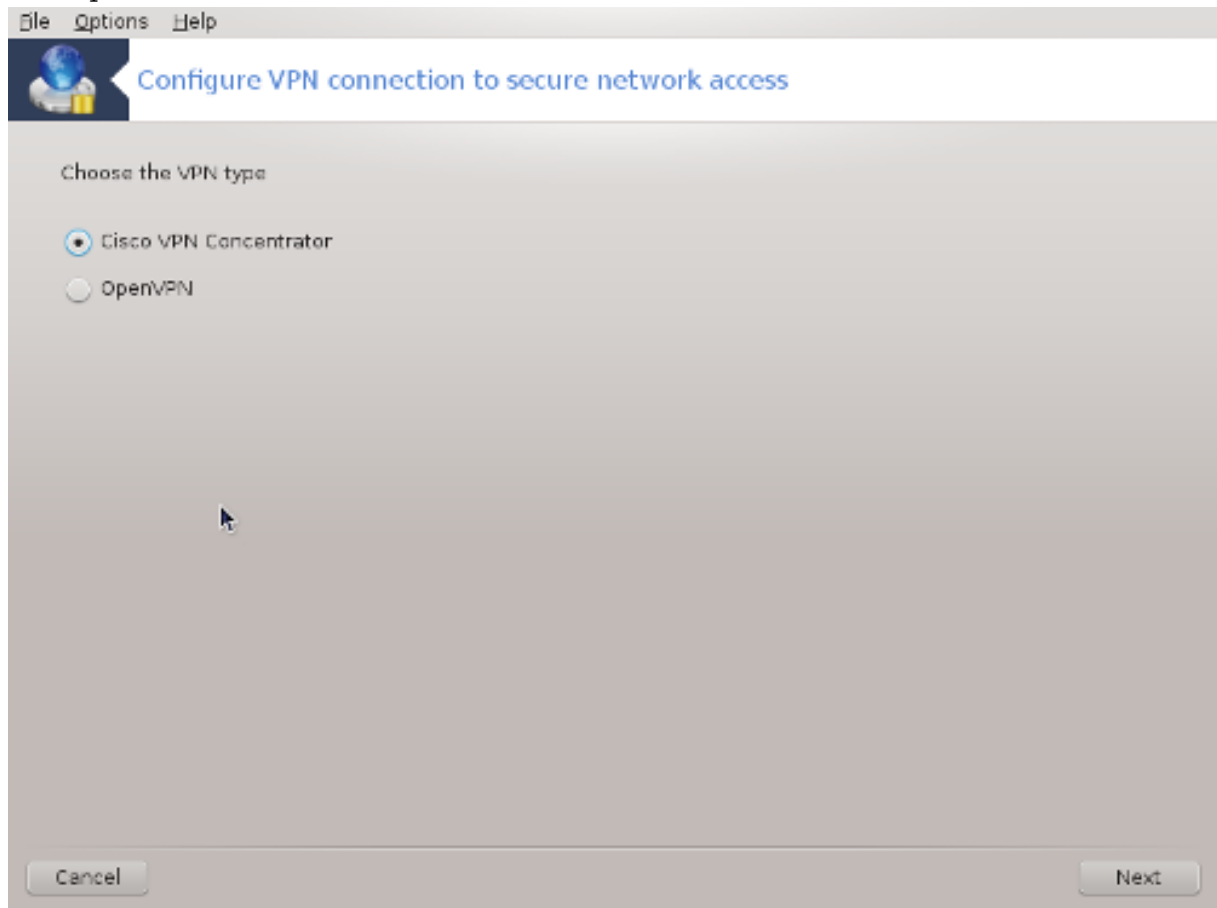 File Options Help
Configure VPN connection to secure network access
Choose the VPN type
Cisco VPN Concentrator
OpenVPN
Cancel Next